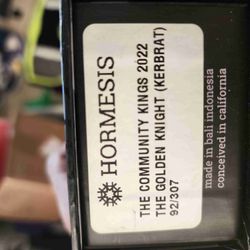 HORMESIS
THE COMMUNITY KINGS 2022
THE GOLDEN KNIGHT (KERBRAT)
92/307
made in bali indonesia
conceived in california